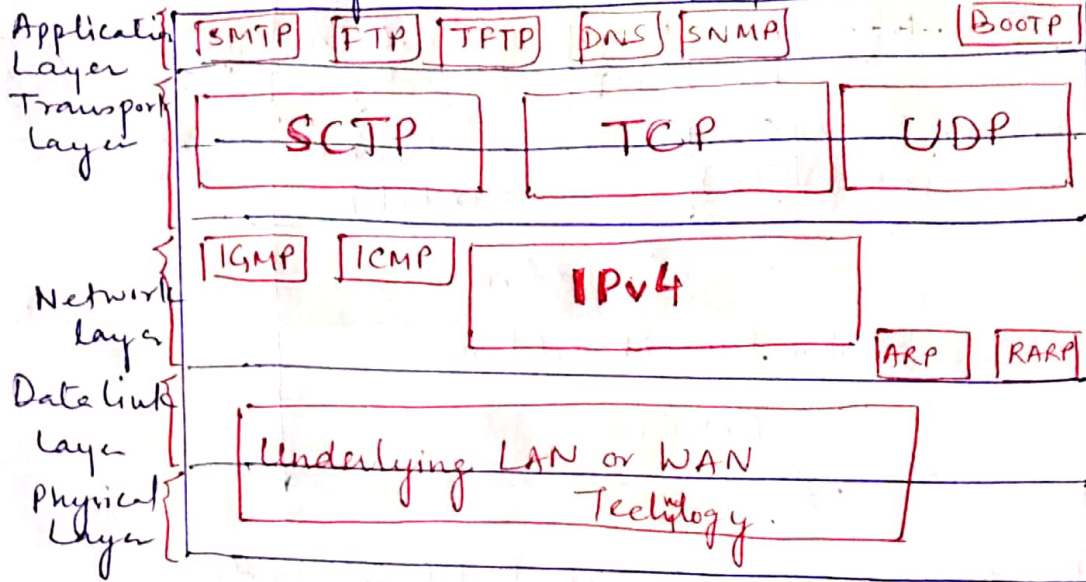 Application
Layer
SMTP FTP TFTP DNS SNMP ..... BOOTP
Transport
Layer
SCTP TCP UDP
IGMP ICMP IPv4
Network
Layer
ARP RARP
Data link
Layer
Underlying LAN or WAN
Technology.
Physical
Layer